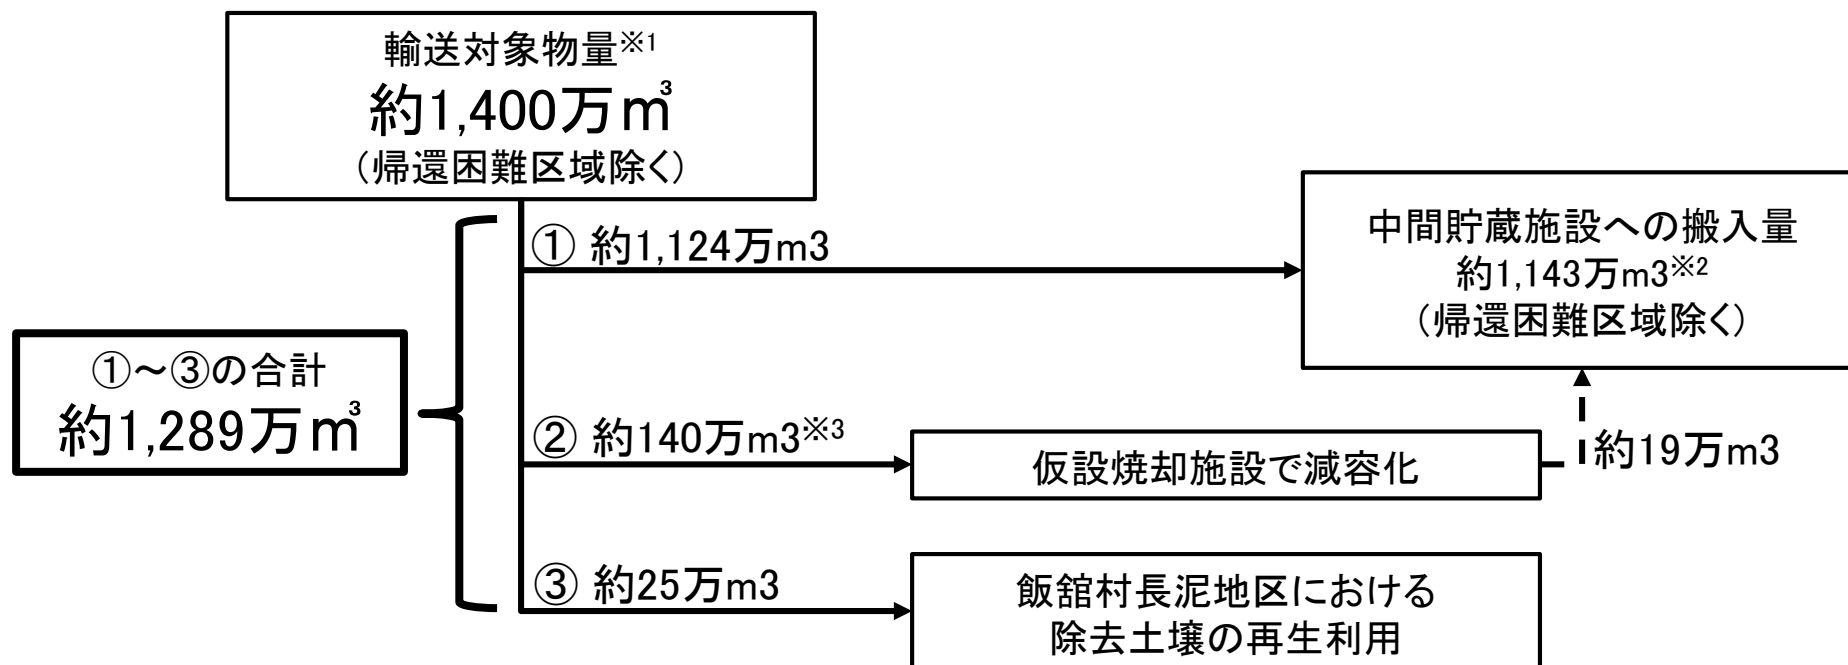 輸送対象物量※1
約1,400万㎥
(帰還困難区域除く)
① 約1,124万m3
中間貯蔵施設への搬入量
約1,143万m3※2
(帰還困難区域除く)
①～③の合計
約1,289万㎥
② 約140万m3※3
仮設焼却施設で減容化
約19万m3
③ 約25万m3
飯舘村長泥地区における
除去土壌の再生利用